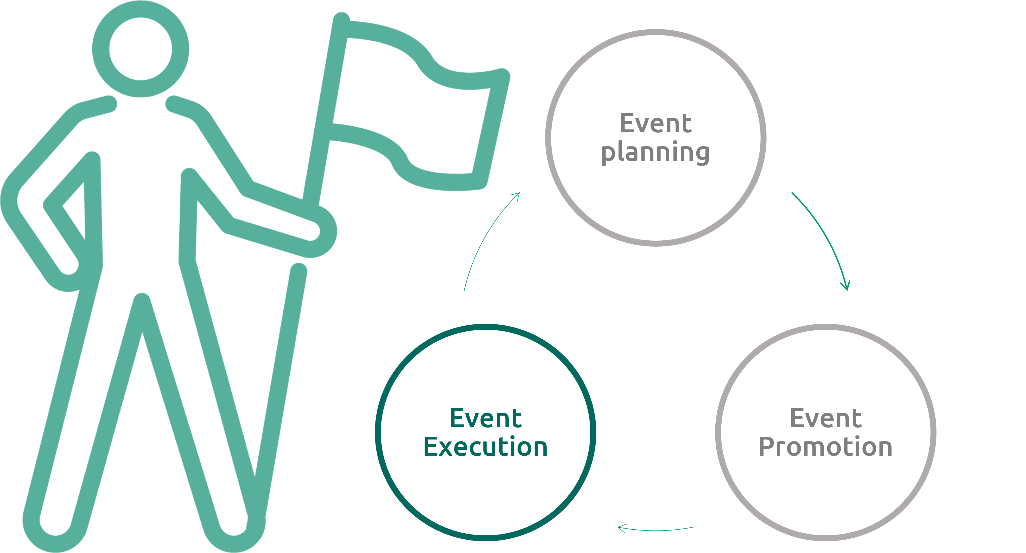 Event
planning
Event
Execution
Event
Promotion